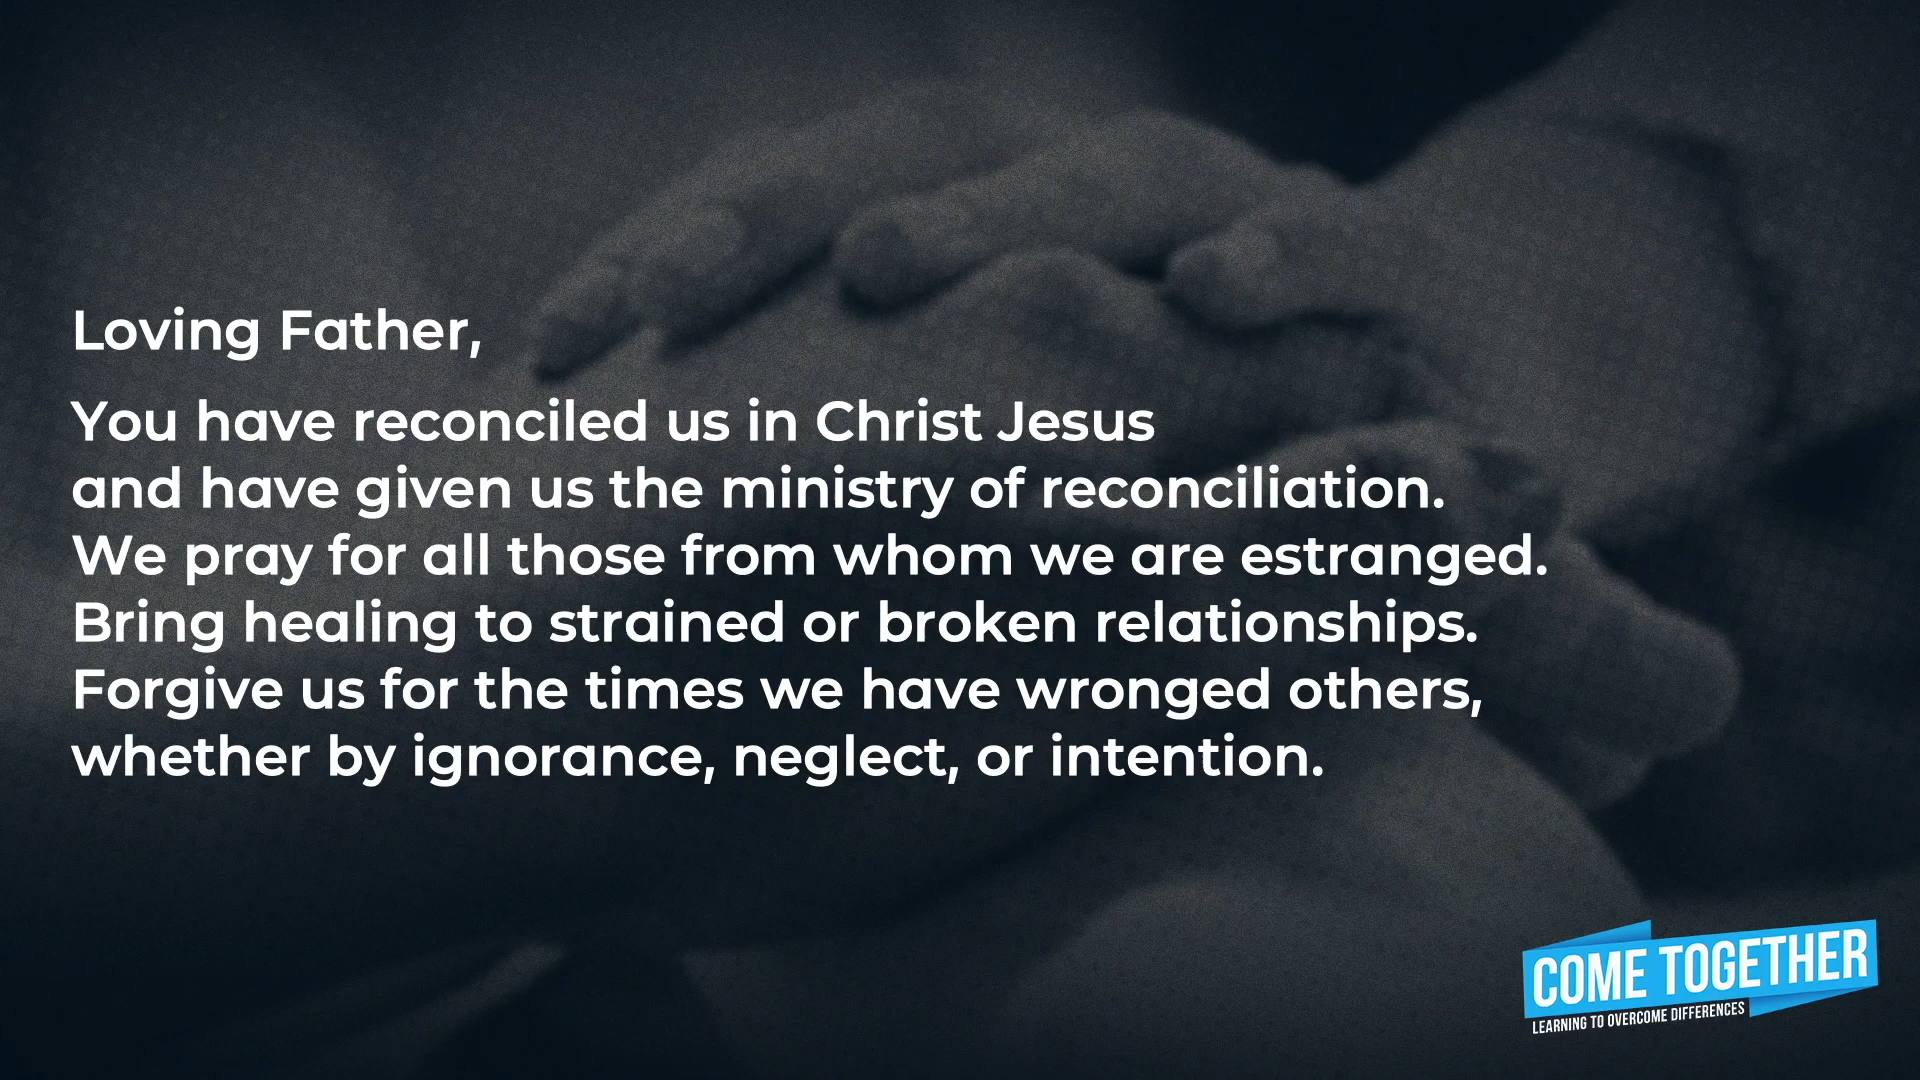 Loving Father,
You have reconciled us in Christ Jesus
and have given us the ministry of reconciliation.
We pray for all those from whom we are estranged.
Bring healing to strained or broken relationships.
Forgive us for the times we have wronged others,
whether by ignorance, neglect, or intention.
COME TOGETHER
LEARNING TO OVERCOME DIFFERENCES